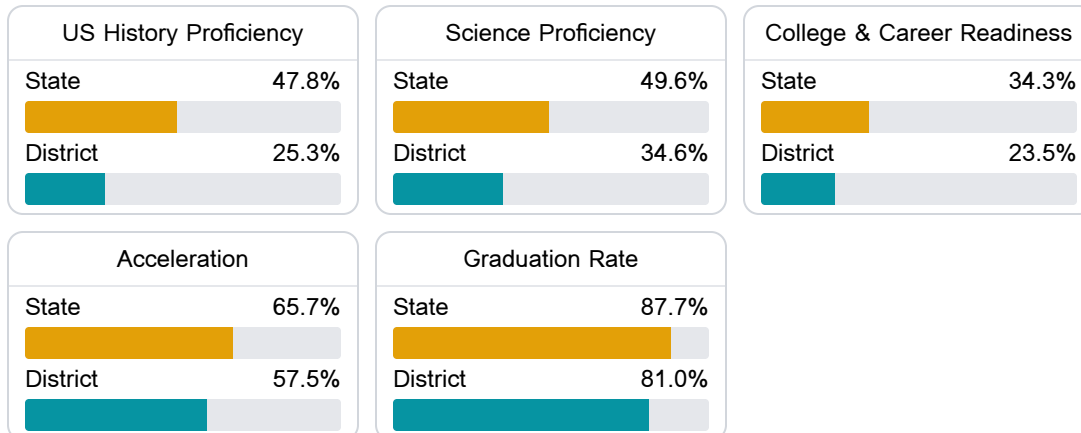 US History Proficiency
State 47.8%
District 25.3%
Science Proficiency
State 49.6%
District 34.6%
College & Career Readiness
State 34.3%
District 23.5%
Acceleration
State 65.7%
District 57.5%
Graduation Rate
State 87.7%
District 81.0%